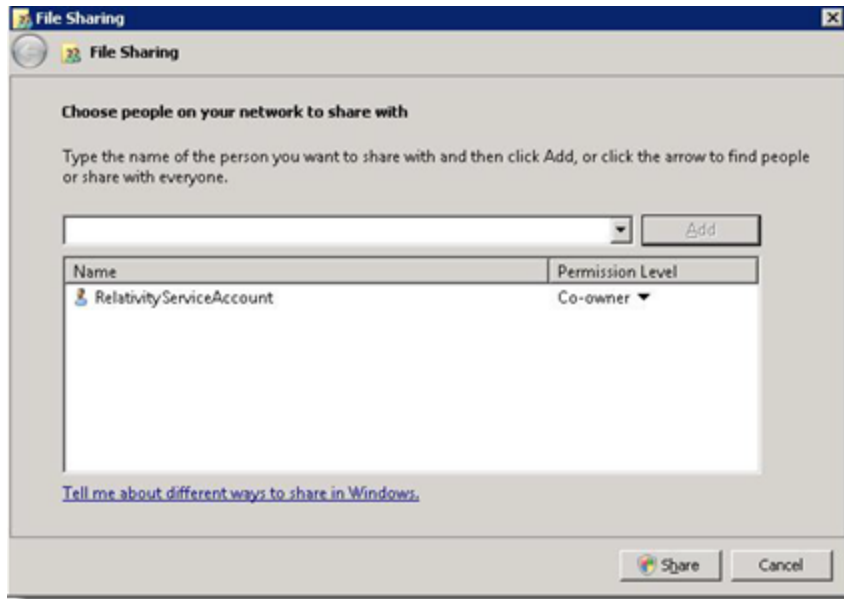 File Sharing
File Sharing
Choose people on your network to share with
Type the name of the person you want to share with and then click Add, or click the arrow to find people
or share with everyone.
Add
Name Permission Level
RelativityServiceAccount Co-owner
Tell me about different ways to share in Windows.
Share Cancel